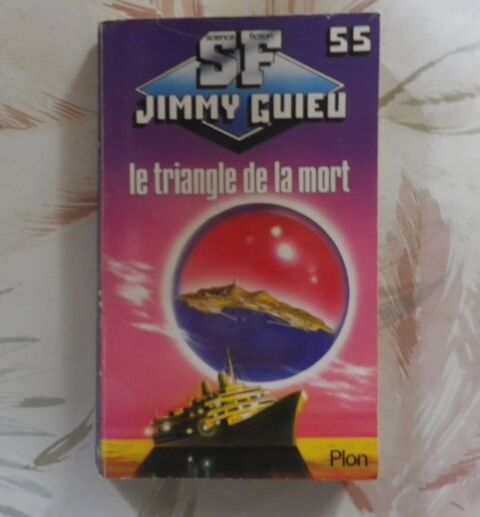 science fiction
SF
55
JIMMY GUIEU
le triangle de la mort
Plon